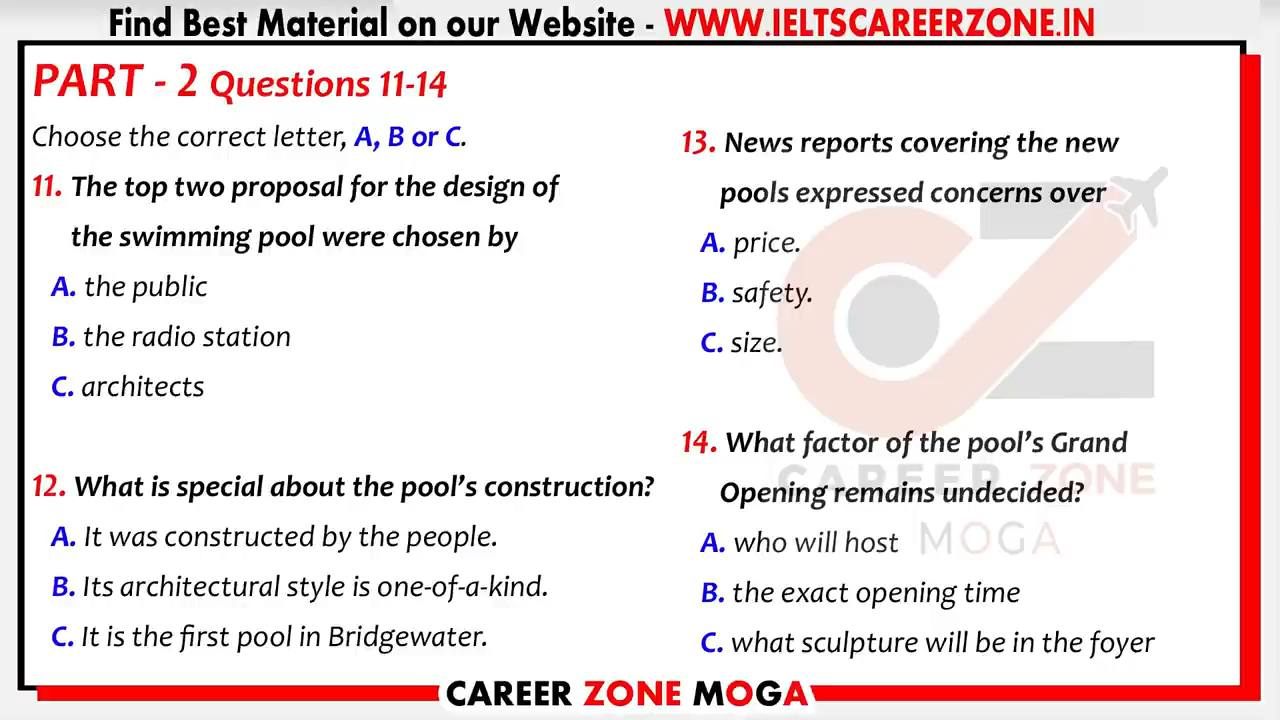 Find Best Material on our Website - WWW.IELTSCAREERZONE.IN
PART - 2 Questions 11-14
Choose the correct letter, A, B or C.
11. The top two proposal for the design of
the swimming pool were chosen by
A. the public
B. the radio station
C. architects
12. What is special about the pool's construction?
A. It was constructed by the people.
B. Its architectural style is one-of-a-kind.
C. It is the first pool in Bridgewater.
13. News reports covering the new
pools expressed concerns over
A. price.
B. safety.
C. size.
14. What factor of the pool's Grand
Opening remains undecided?
A. who will host
B. the exact opening time
C. what sculpture will be in the foyer
CAREER ZONE
MOGA
CAREER ZONE MOGA